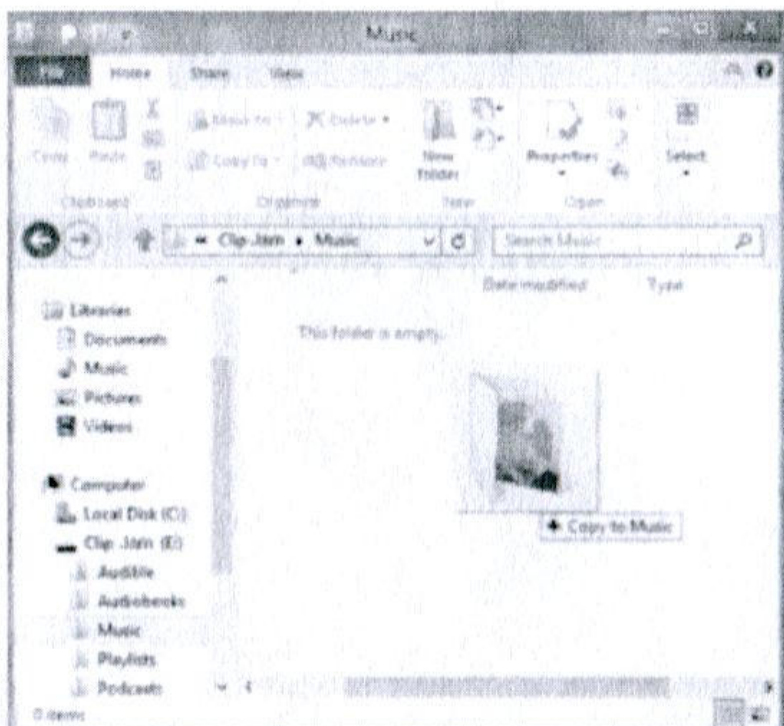 Music
File Home Share View
Copy Paste Move to Delete
Copy to Rename New folder Properties Select
Clipboard Organize New Open
Clip Jam Music Search Music
Date modified Type
Libraries
This folder is empty.
Documents
Music
Pictures
Videos
Computer
Local Disk (C:)
Copy to Music
Clip Jam (E:)
Audible
Audiobooks
Music
Playlists
Podcasts
0 items